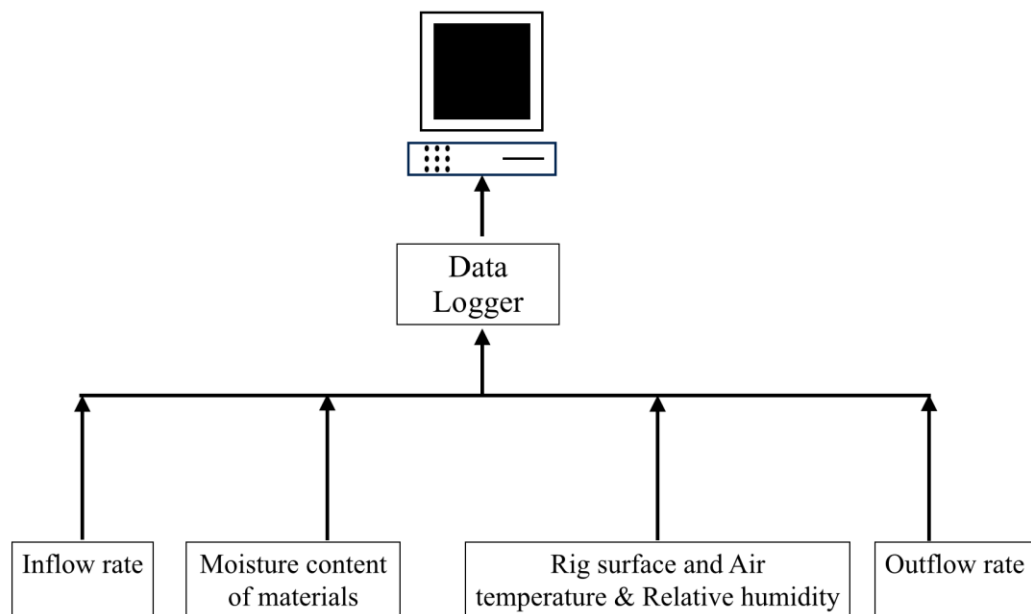 Data
Logger
Inflow rate
Moisture content
of materials
Rig surface and Air
temperature & Relative humidity
Outflow rate